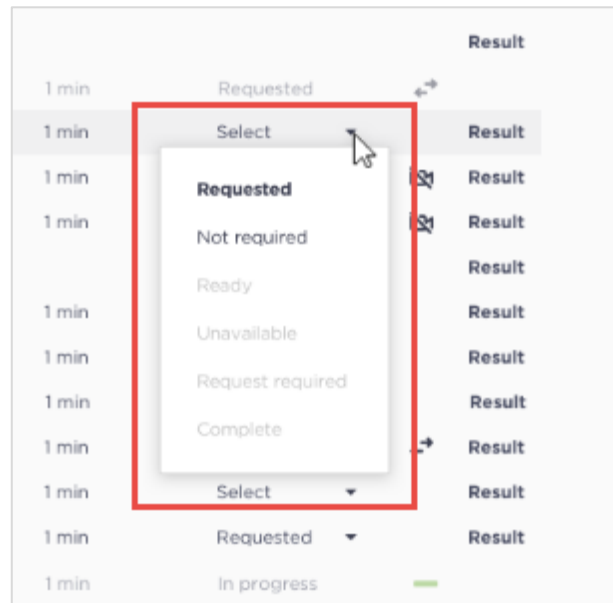 Result
1 min Requested
1 min Select Result
1 min Requested Result
1 min Not required Result
Ready Result
1 min Unavailable Result
1 min Request required Result
1 min Result
1 min Complete Result
1 min Select Result
1 min Requested Result
1 min In progress